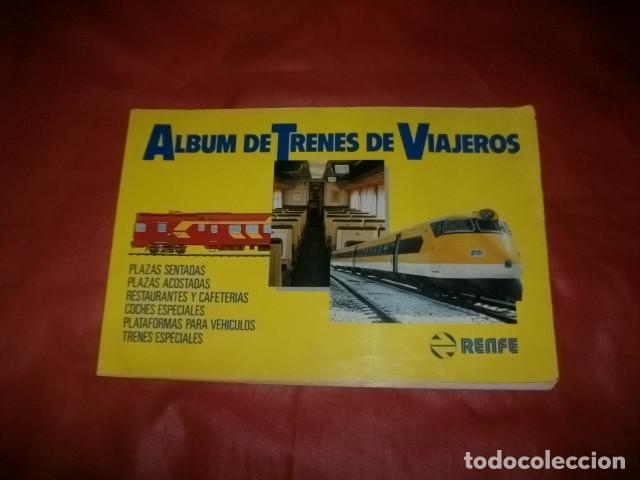 ALBUM DE TRENES DE VIAJEROS
PLAZAS SENTADAS
PLAZAS ACOSTADAS
RESTAURANTES Y CAFETERIAS
COCHES ESPECIALES
PLATAFORMAS PARA VEHICULOS
TRENES ESPECIALES
RENFE
todocoleccion.net